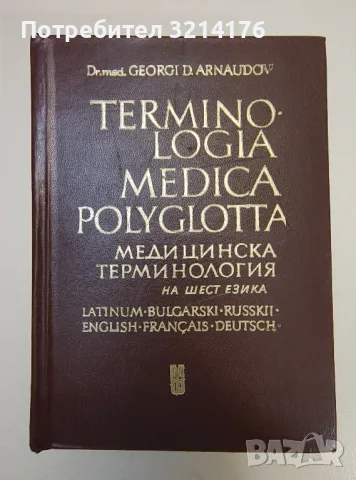 Потребител 3214176
Dr. med. GEORGI D. ARNAUDOV
TERMINO-
LOGIA
MEDICA
POLYGLOTTA
МЕДИЦИНСКА
ТЕРМИНОЛОГИЯ
НА ШЕСТ ЕЗИКА
LATINUM·BULGARSKI·RUSSKII·
ENGLISH·FRANÇAIS·DEUTSCH
BAZAR